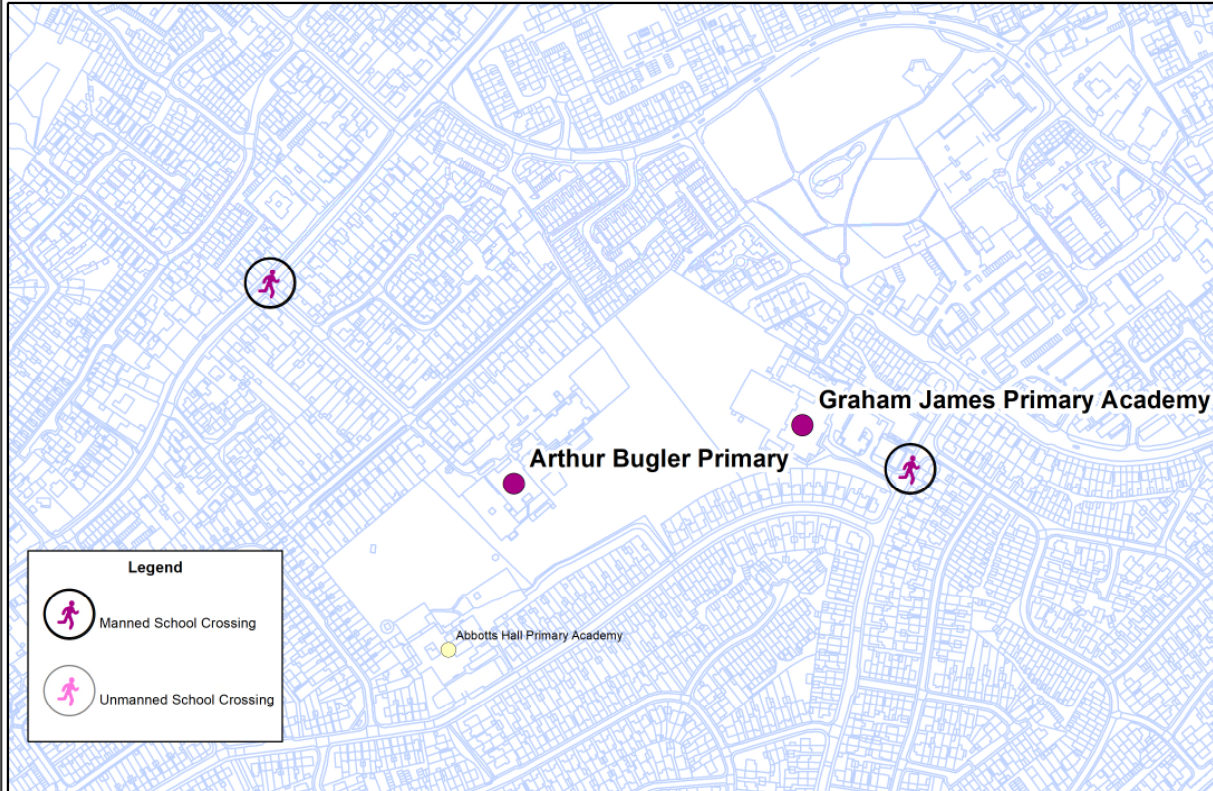 Graham James Primary Academy
Arthur Bugler Primary
Abbotts Hall Primary Academy
Legend
Manned School Crossing
Unmanned School Crossing